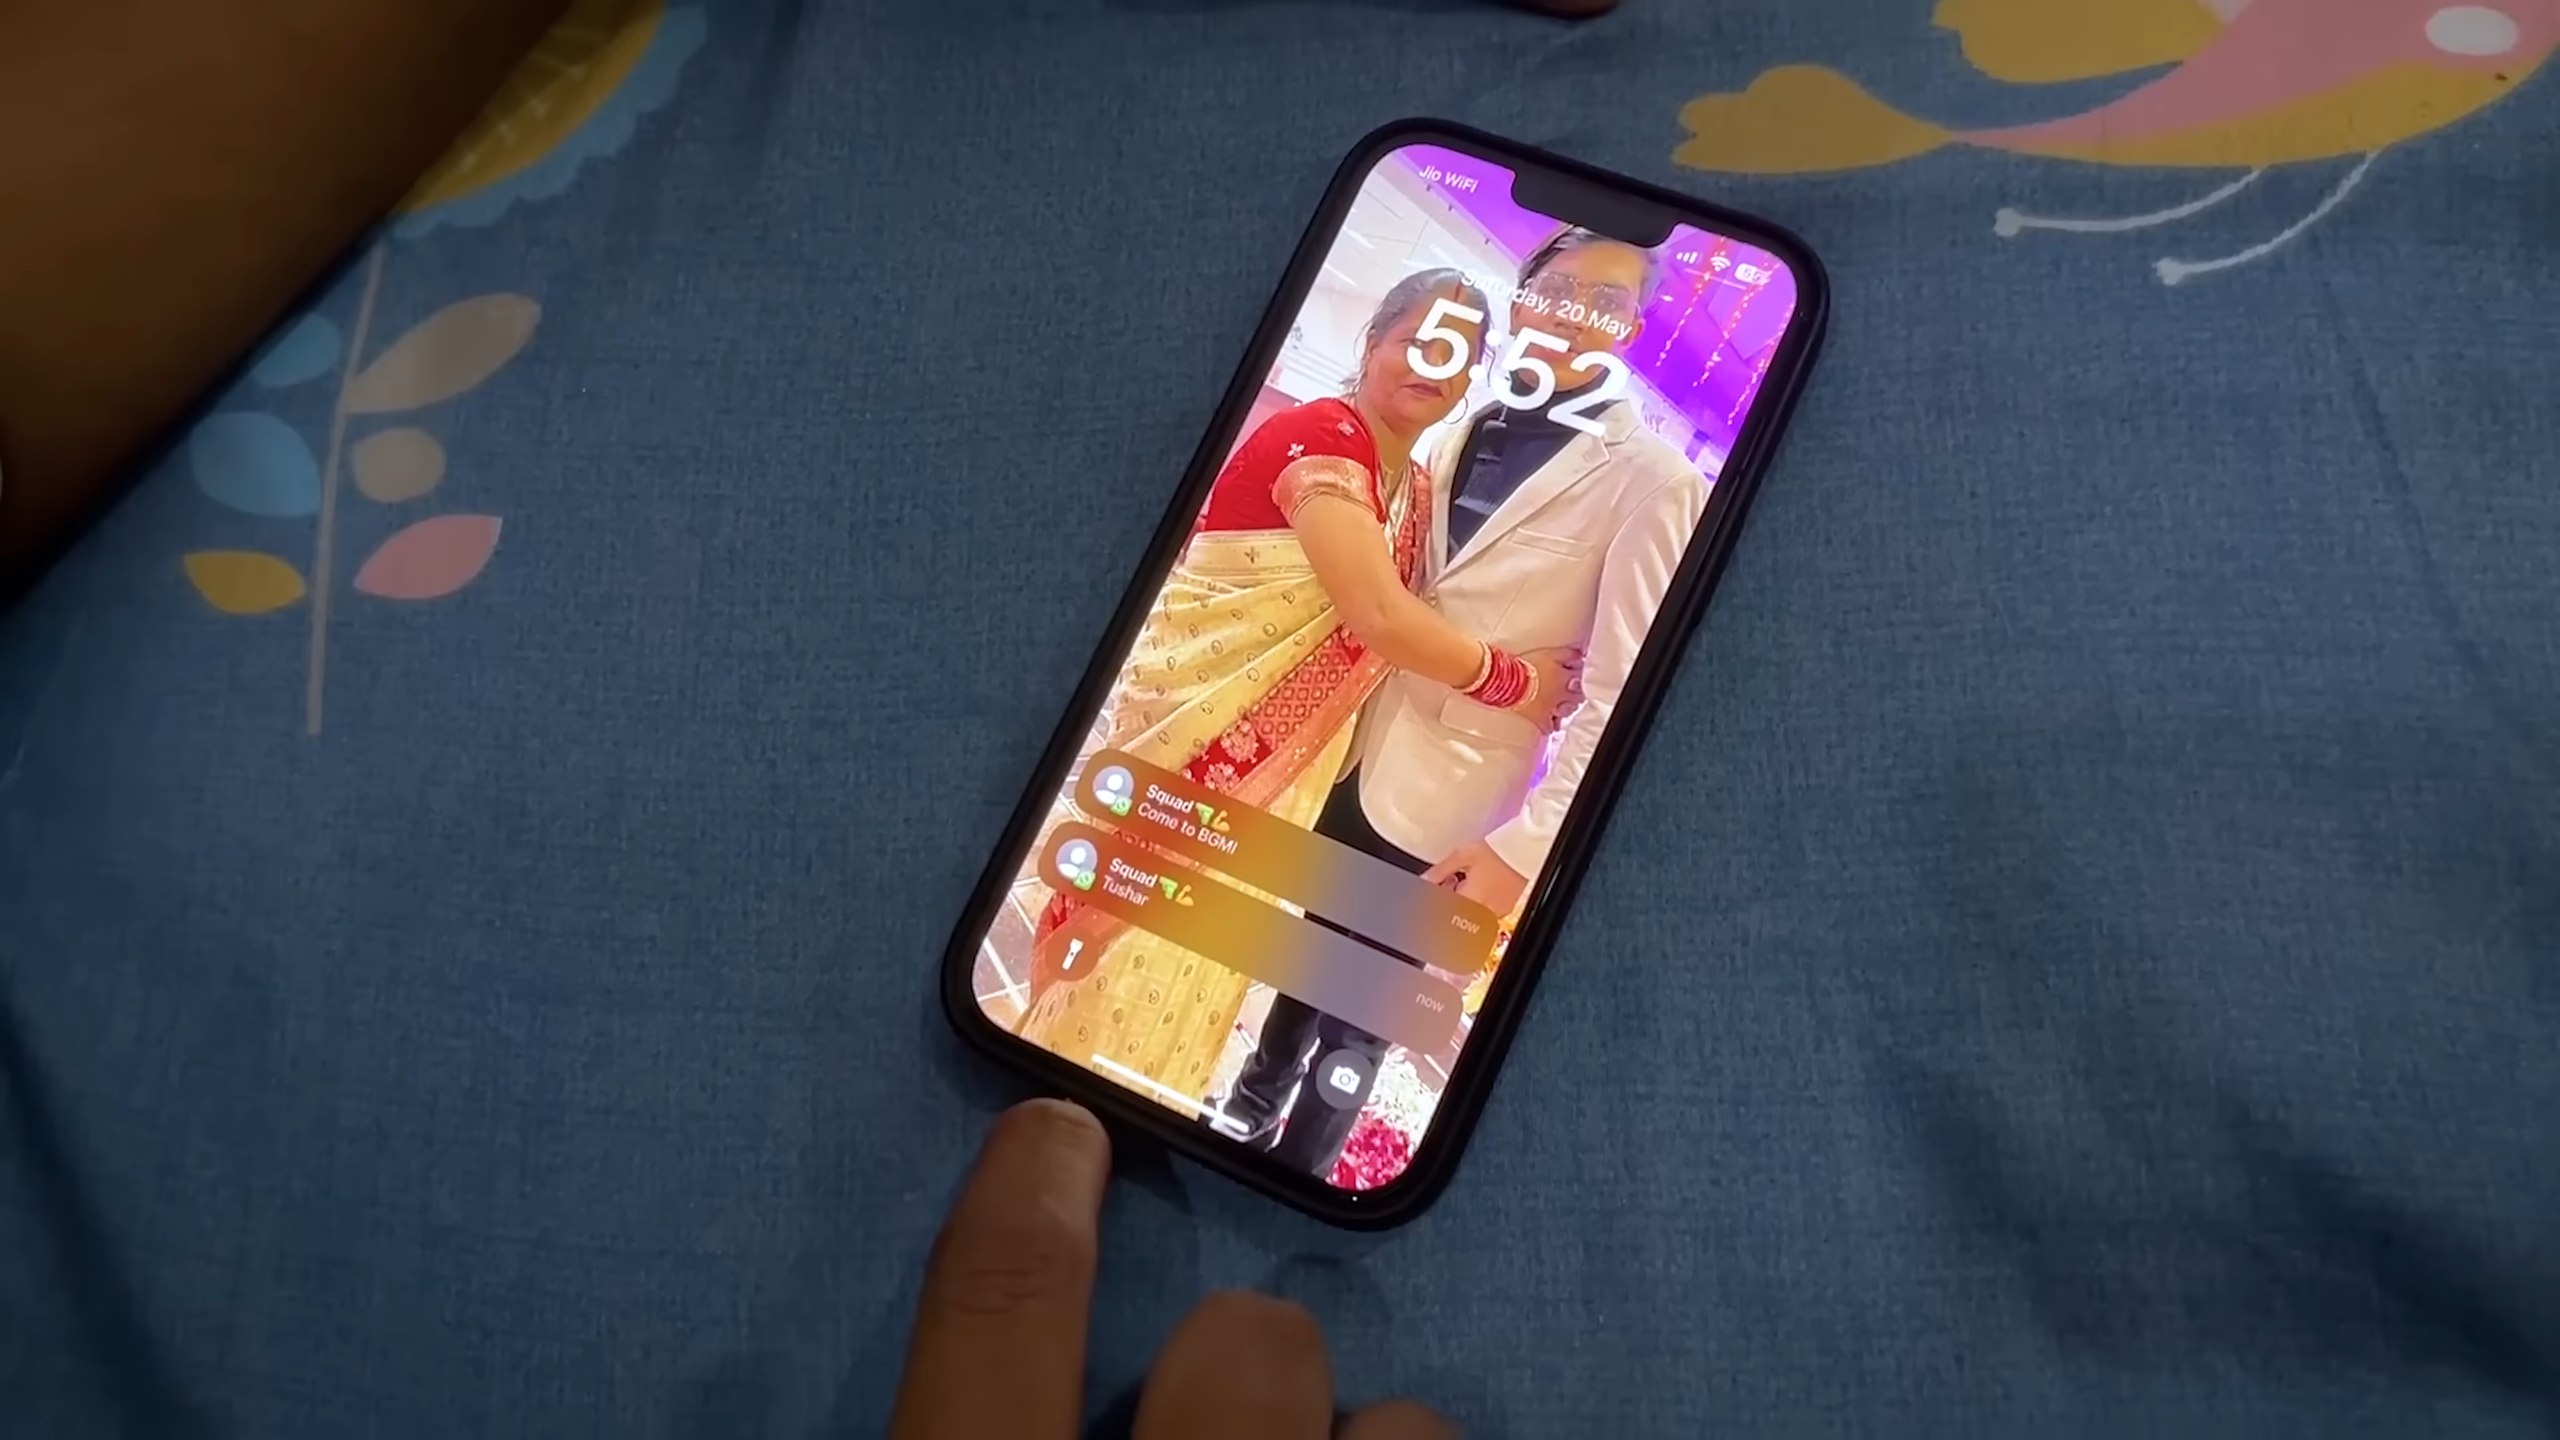 Jio WiFi
Saturday, 20 May
5:52
Squad🔫💪
Come to BGMI
now
Squad🔫💪
Tushar
now